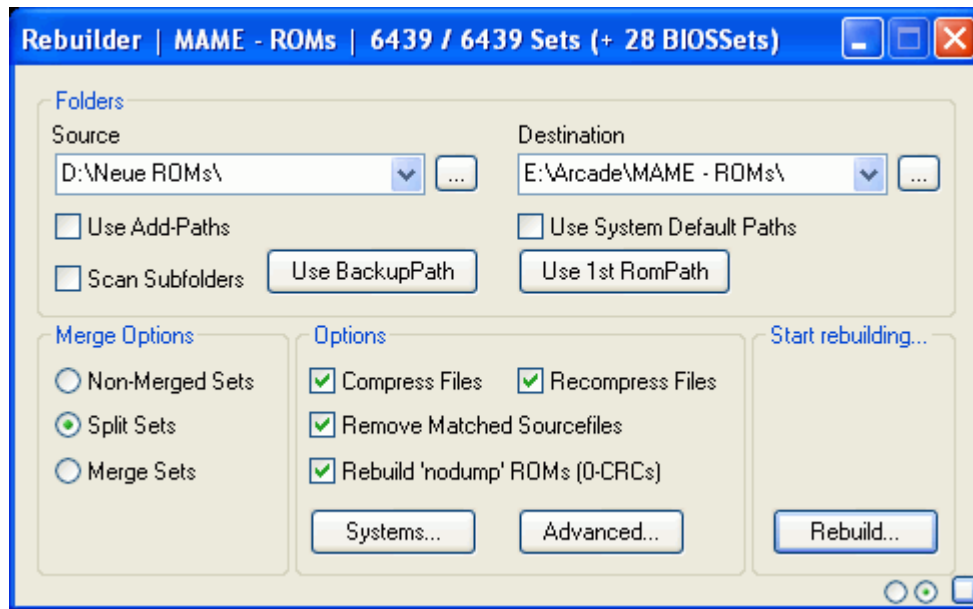 Rebuilder | MAME - ROMs | 6439 / 6439 Sets (+ 28 BIOSSets)
Folders
Source
Destination
D:\Neue ROMs\
...
E:\Arcade\MAME - ROMs\
...
Use Add-Paths
Use System Default Paths
Scan Subfolders
Use BackupPath
Use 1st RomPath
Merge Options
Options
Start rebuilding...
Non-Merged Sets
Compress Files
Recompress Files
Split Sets
Remove Matched Sourcefiles
Merge Sets
Rebuild 'nodump' ROMs (0-CRCs)
Systems...
Advanced...
Rebuild...